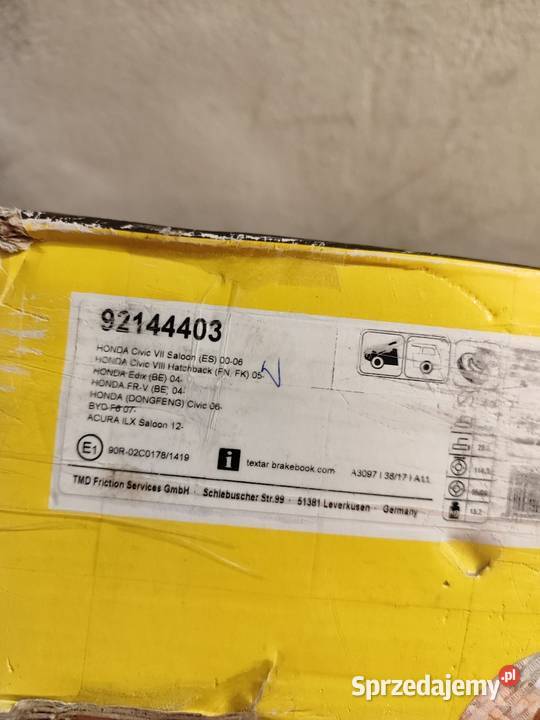 92144403
HONDA Civic VII Saloon (ES) 00-06
HONDA Civic VIII Hatchback (FN, FK) 05-
HONDA Edix (BE) 04-
HONDA FR-V (BE) 04-
HONDA (DONGFENG) Civic 06-
BYD F6 07-
ACURA ILX Saloon 12-
E1 90R-02C0178/1419
i textar brakebook.com A3097 | 38/17 | A11
TMD Friction Services GmbH · Schlebuscher Str.99 · 51381 Leverkusen · Germany
Sprzedajemy.pl